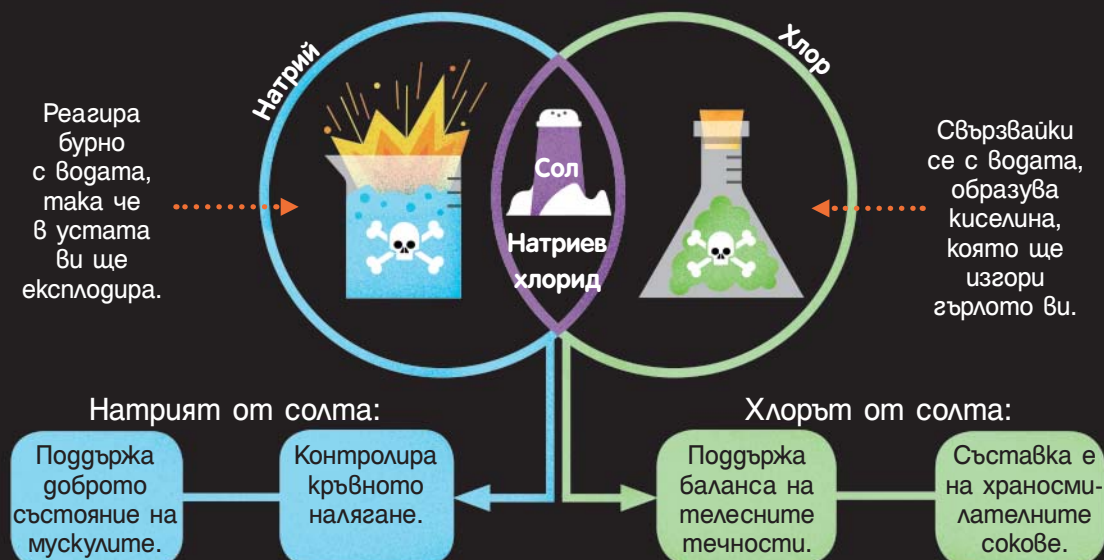 Натрий
Хлор
Реагира
бурно
с водата,
така че
в устата
ви ще
експлодира.
Сол
Натриев
хлорид
Свързвайки
се с водата,
образува
киселина,
която ще
изгори
гърлото ви.
Натрият от солта:
Поддържа
доброто
състояние на
мускулите.
Контролира
кръвното
налягане.
Хлорът от солта:
Поддържа
баланса на
телесните
течности.
Съставка е
на храносми-
лателните
сокове.